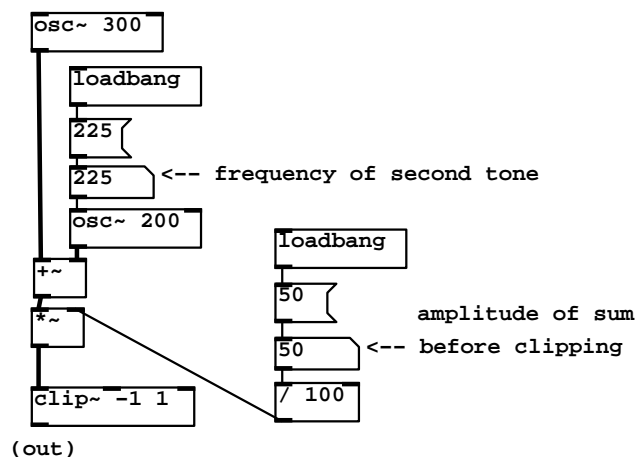 osc~ 300
loadbang
225
225
<-- frequency of second tone
osc~ 200
+~
*~
clip~ -1 1
(out)
loadbang
50
50
amplitude of sum
<-- before clipping
/ 100